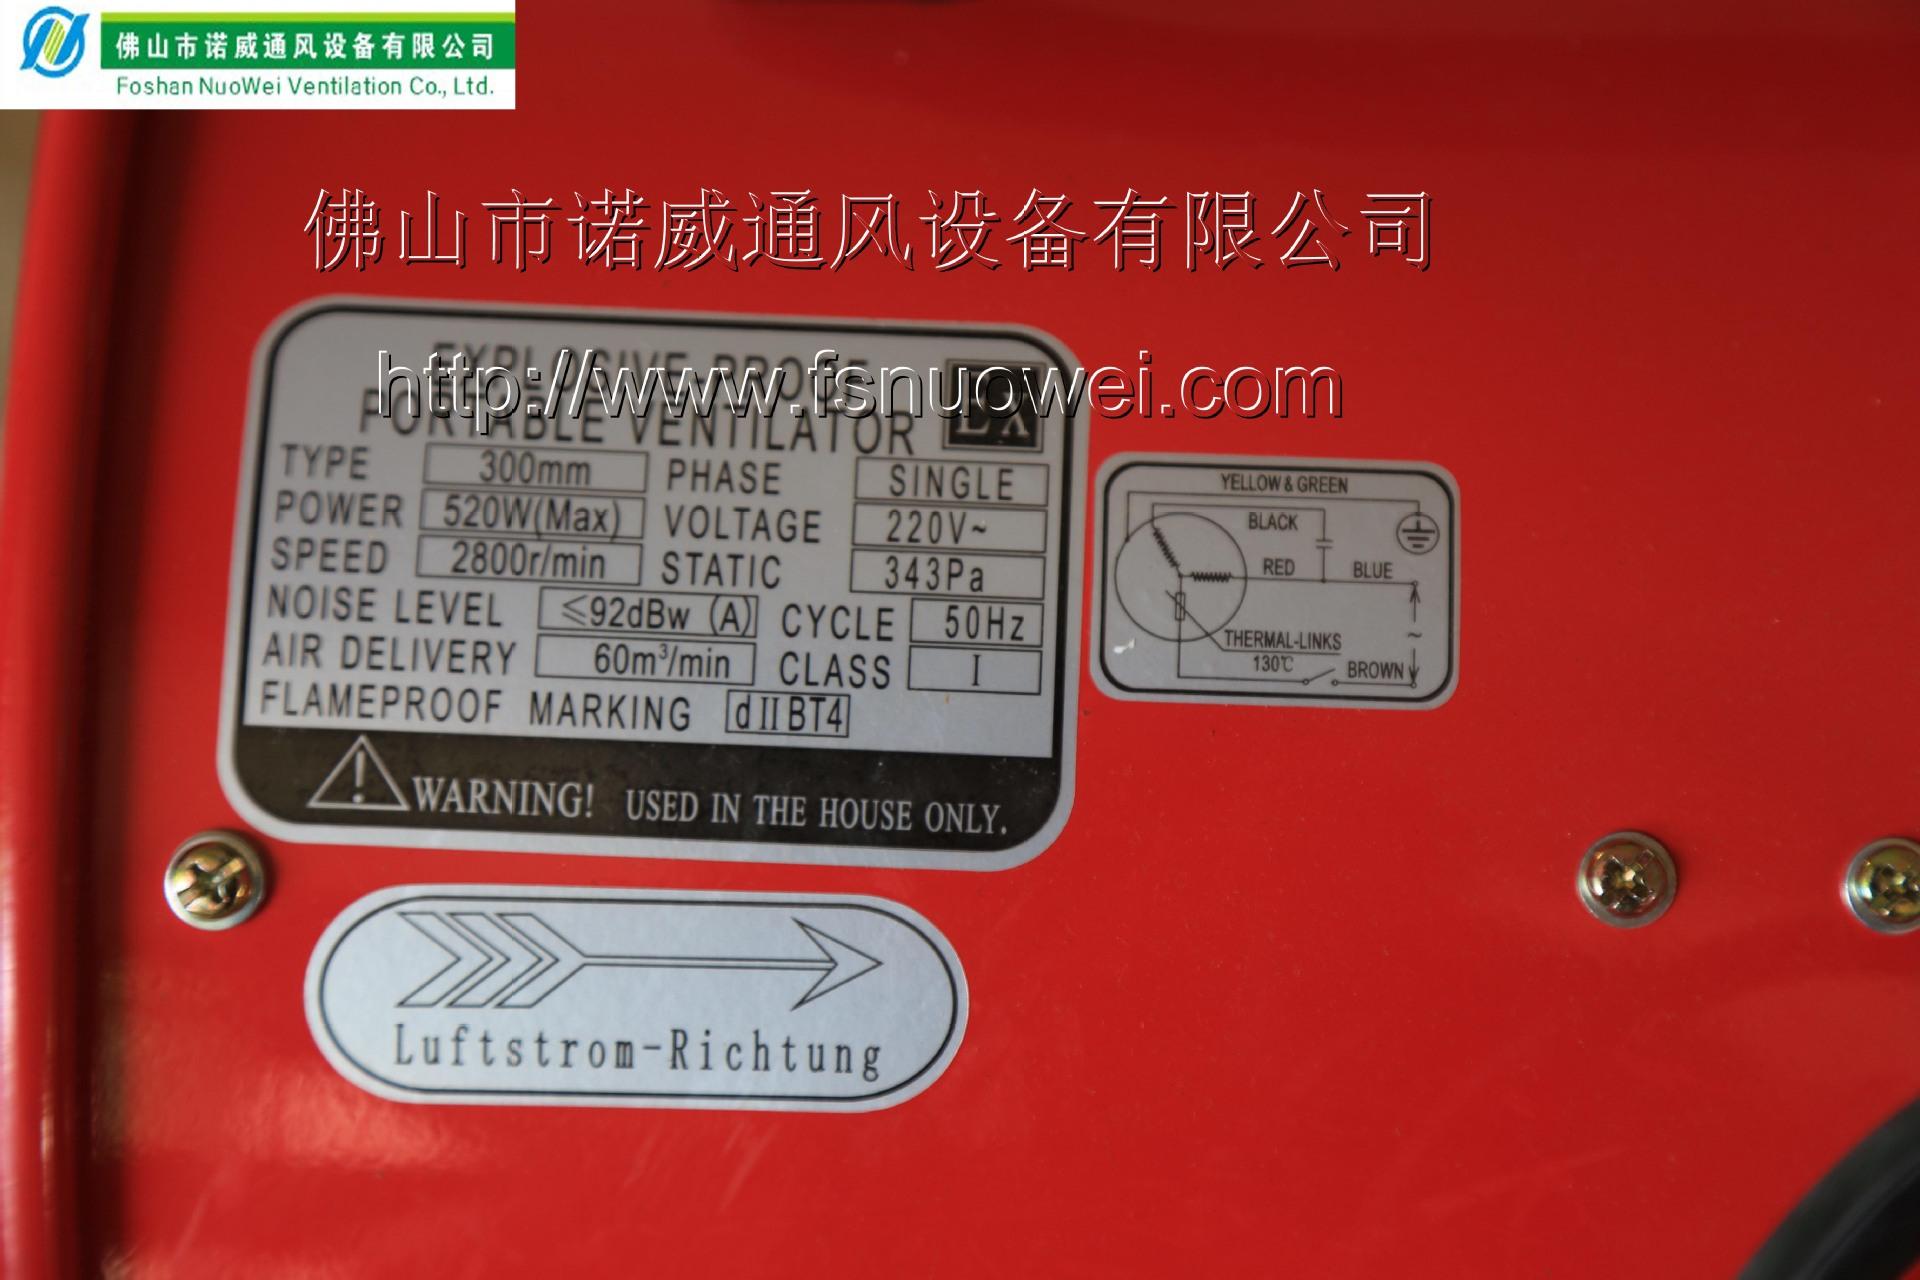 佛山市诺威通风设备有限公司
Foshan NuoWei Ventilation Co., Ltd.
佛山市诺威通风设备有限公司
http://www.fsnuowei.com
EXPLOSIVE-PROOF
PORTABLE VENTILATOR EX
TYPE 300mm PHASE SINGLE
POWER 520W(Max) VOLTAGE 220V~
SPEED 2800r/min STATIC 343Pa
NOISE LEVEL ≤92dBw (A) CYCLE 50Hz
AIR DELIVERY 60m³/min CLASS I
FLAMEPROOF MARKING dⅡBT4
WARNING! USED IN THE HOUSE ONLY.
YELLOW & GREEN
BLACK
RED BLUE
~
THERMAL-LINKS
130℃ BROWN
Luftstrom-Richtung